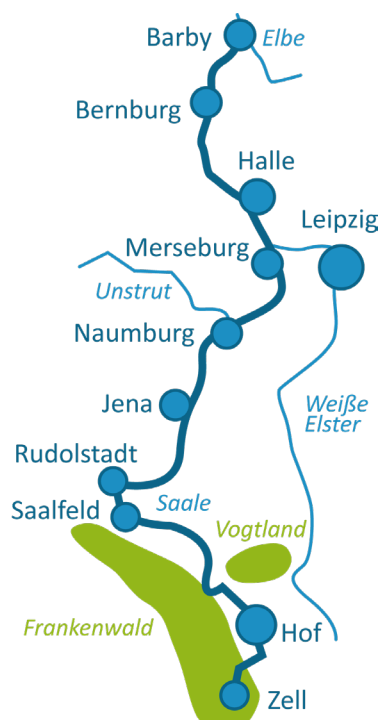 Barby
Elbe
Bernburg
Halle
Leipzig
Merseburg
Unstrut
Naumburg
Jena
Weiße
Elster
Rudolstadt
Saalfeld
Saale
Vogtland
Frankenwald
Hof
Zell